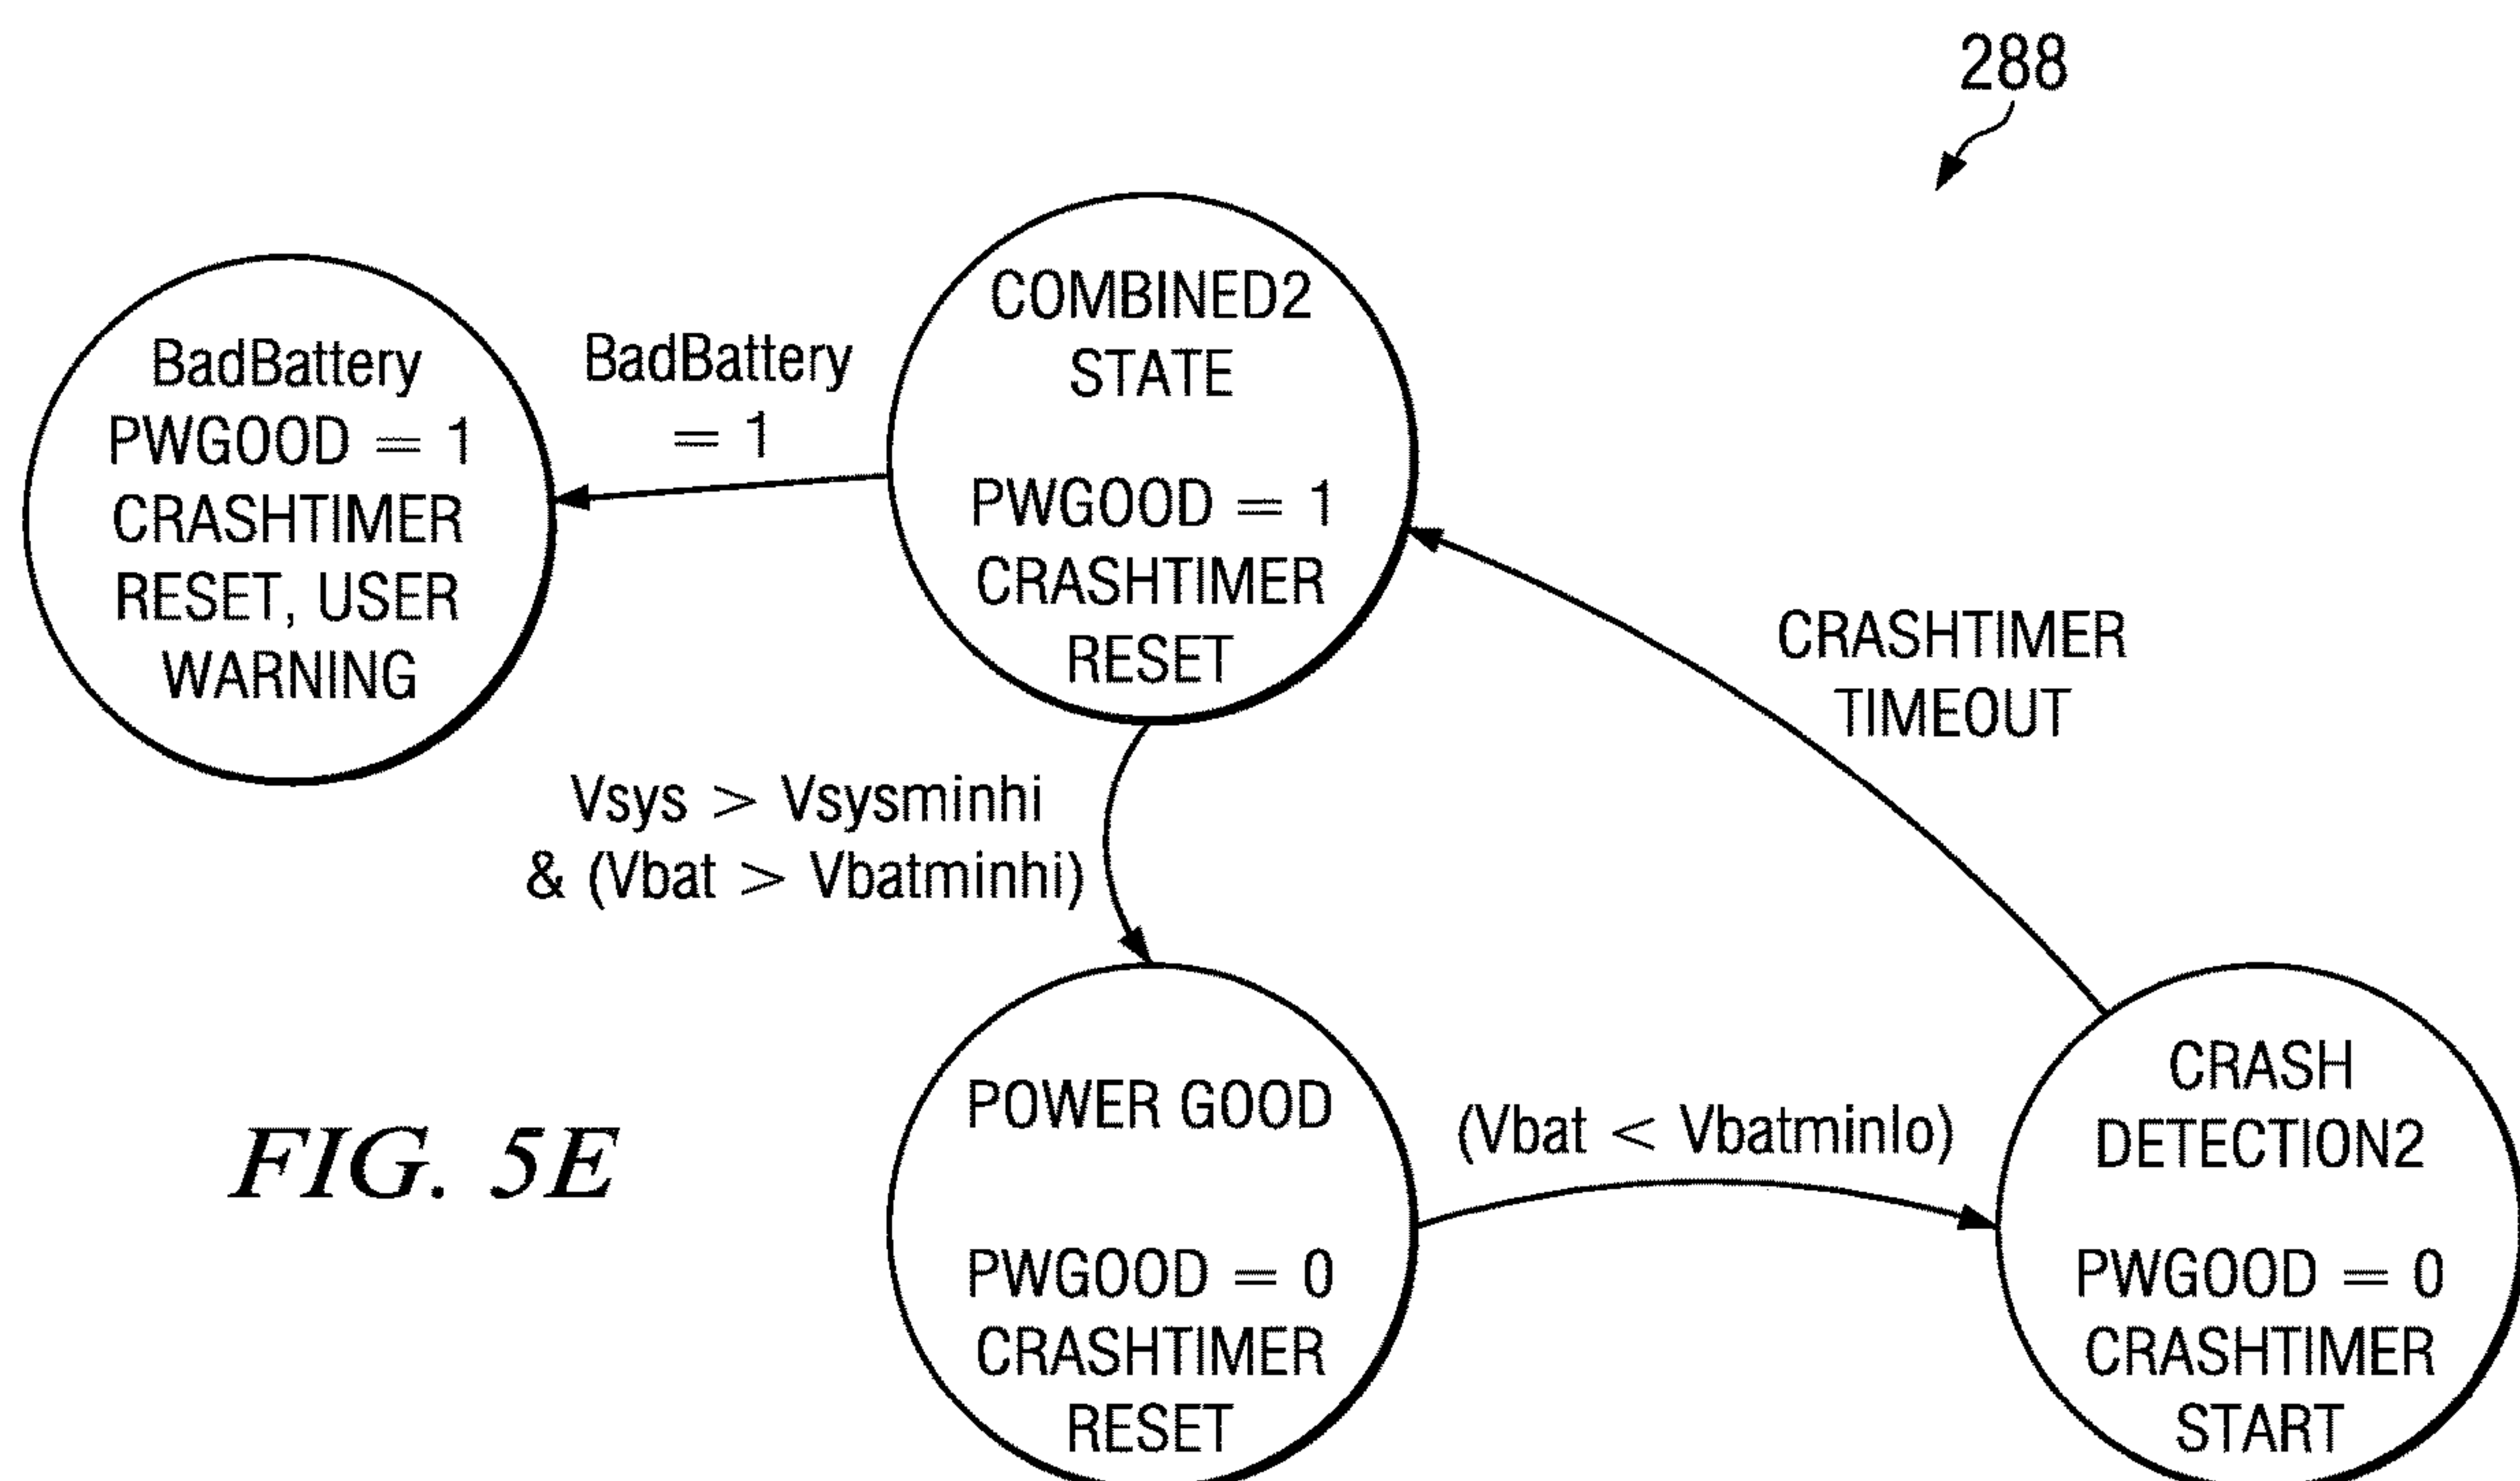 288
COMBINED2
STATE
PWGOOD = 1
CRASHTIMER
RESET
BadBattery
PWGOOD = 1
CRASHTIMER
RESET, USER
WARNING
BadBattery
= 1
CRASHTIMER
TIMEOUT
Vsys > Vsysminhi
& (Vbat > Vbatminhi)
POWER GOOD
PWGOOD = 0
CRASHTIMER
RESET
(Vbat < Vbatminlo)
CRASH
DETECTION2
PWGOOD = 0
CRASHTIMER
START
FIG. 5E